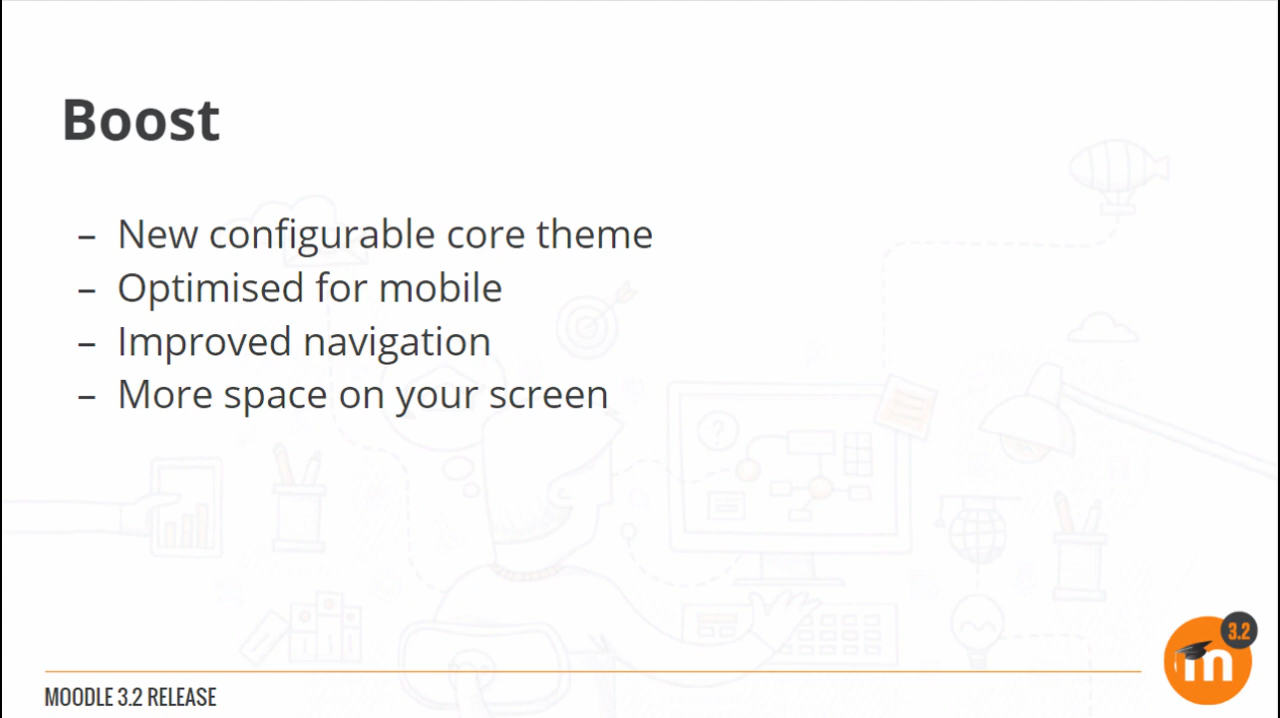 Boost
– New configurable core theme
– Optimised for mobile
– Improved navigation
– More space on your screen
?
3.2
m
MOODLE 3.2 RELEASE